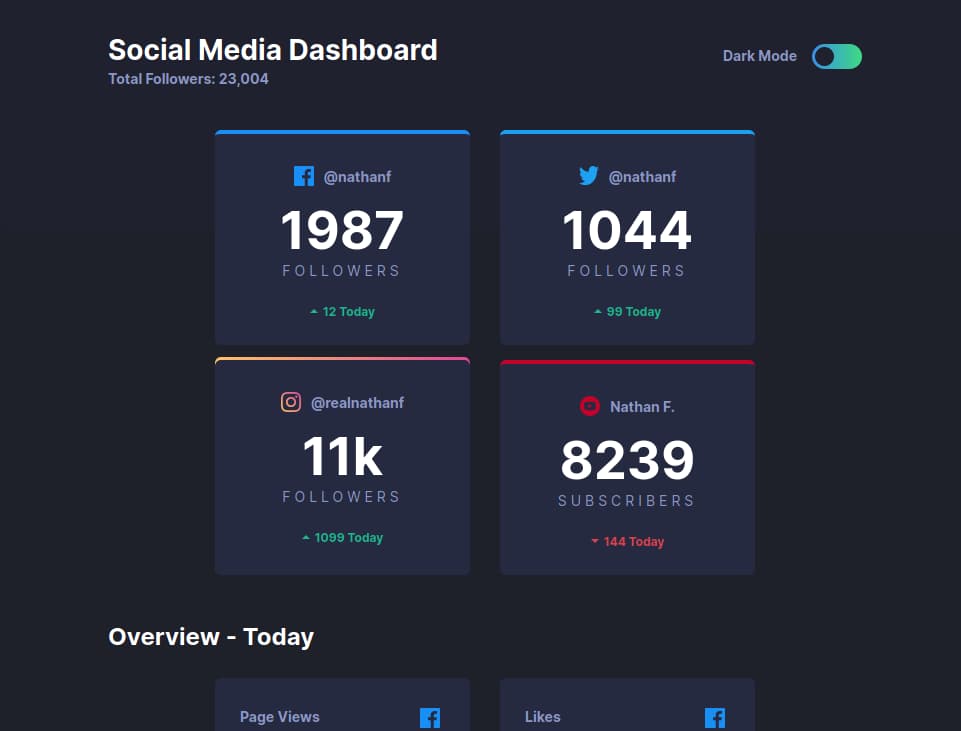 Social Media Dashboard
Total Followers: 23,004
Dark Mode
@nathanf
1987
FOLLOWERS
12 Today
@nathanf
1044
FOLLOWERS
99 Today
@realnathanf
11k
FOLLOWERS
1099 Today
Nathan F.
8239
SUBSCRIBERS
144 Today
Overview - Today
Page Views
Likes